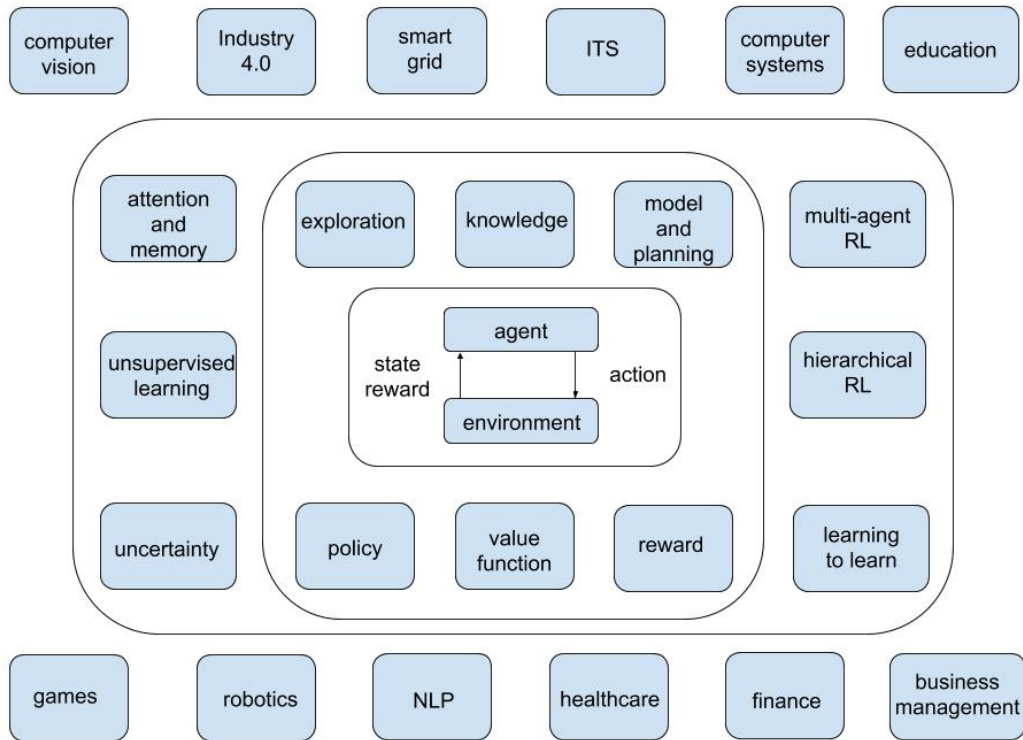 computer
vision
Industry
4.0
smart
grid
ITS
computer
systems
education
attention
and
memory
exploration
knowledge
model
and
planning
multi-agent
RL
unsupervised
learning
state
reward
agent
action
environment
hierarchical
RL
uncertainty
policy
value
function
reward
learning
to learn
games
robotics
NLP
healthcare
finance
business
management